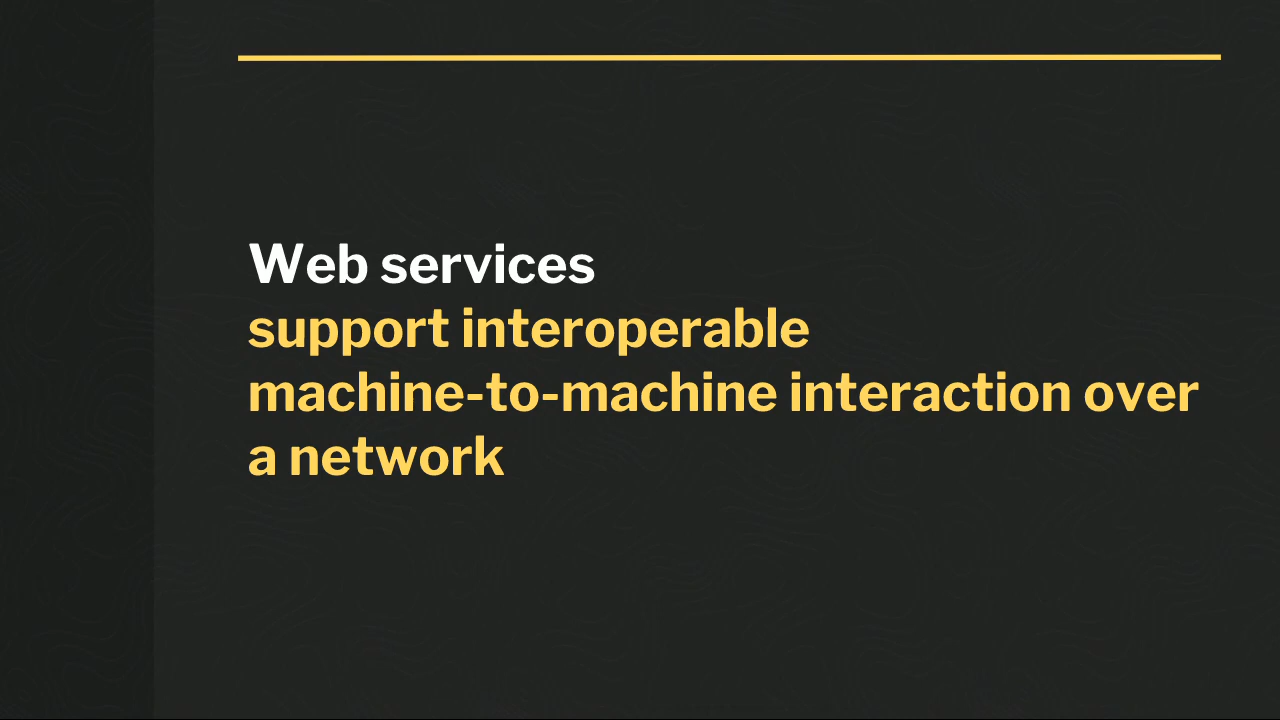 Web services
support interoperable
machine-to-machine interaction over
a network